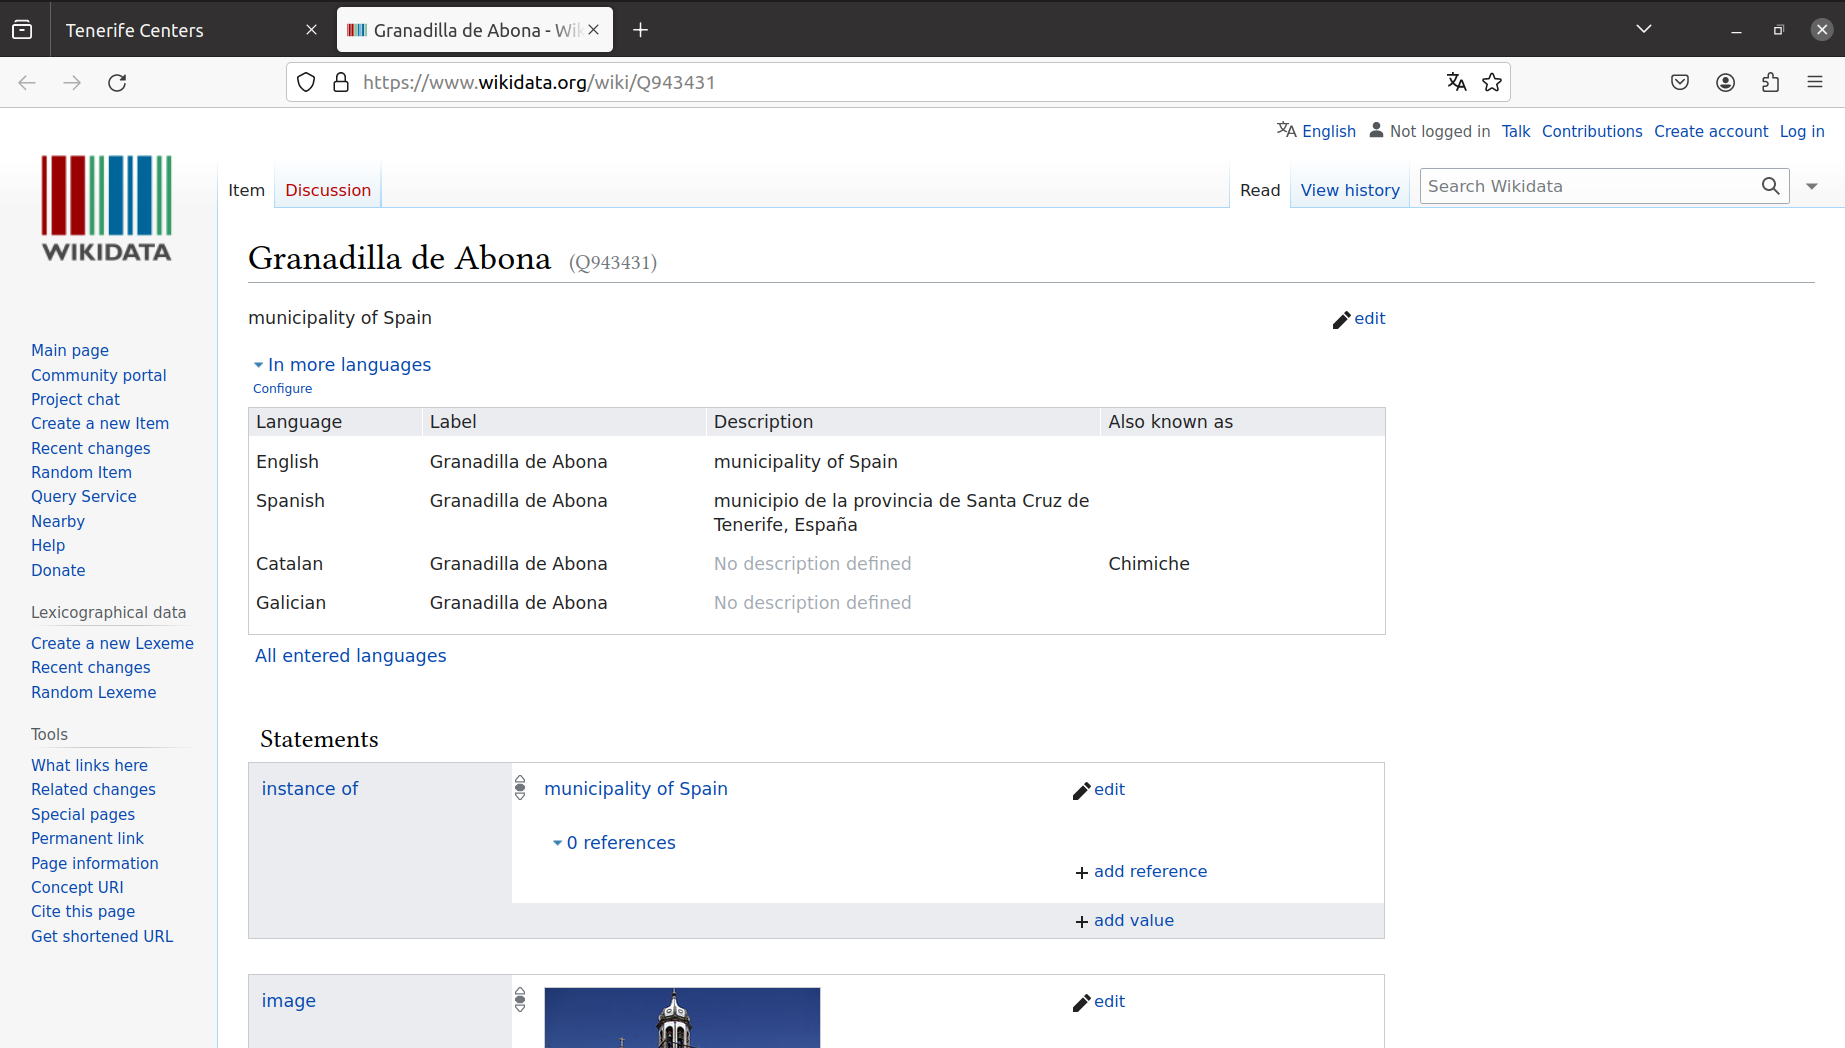 Tenerife Centers
Granadilla de Abona - Wik
https://www.wikidata.org/wiki/Q943431
English Not logged in Talk Contributions Create account Log in
WIKIDATA
Item Discussion Read View history Search Wikidata
Granadilla de Abona (Q943431)
municipality of Spain edit
In more languages
Configure
Language Label Description Also known as
English Granadilla de Abona municipality of Spain
Spanish Granadilla de Abona municipio de la provincia de Santa Cruz de
Tenerife, España
Catalan Granadilla de Abona No description defined Chimiche
Galician Granadilla de Abona No description defined
All entered languages
Statements
instance of municipality of Spain edit
0 references
add reference
add value
image edit
Main page
Community portal
Project chat
Create a new Item
Recent changes
Random Item
Query Service
Nearby
Help
Donate
Lexicographical data
Create a new Lexeme
Recent changes
Random Lexeme
Tools
What links here
Related changes
Special pages
Permanent link
Page information
Concept URI
Cite this page
Get shortened URL